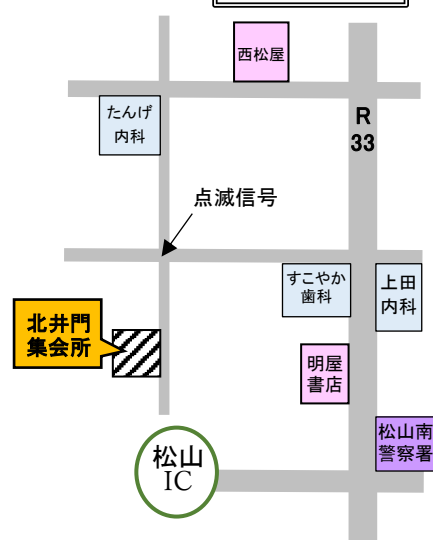 西松屋
たんげ
内科
R
33
点滅信号
すこやか
歯科
上田
内科
北井門
集会所
明屋
書店
松山南
警察署
松山
IC